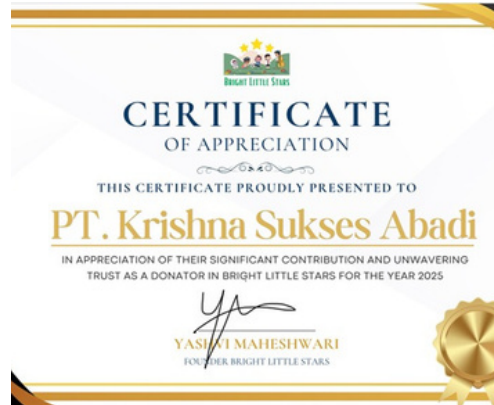 BRIGHT LITTLE STARS
CERTIFICATE
OF APPRECIATION
THIS CERTIFICATE PROUDLY PRESENTED TO
PT. Krishna Sukses Abadi
IN APPRECIATION OF THEIR SIGNIFICANT CONTRIBUTION AND UNWAVERING
TRUST AS A DONATOR IN BRIGHT LITTLE STARS FOR THE YEAR 2025
YASHVI MAHESHWARI
FOUNDER BRIGHT LITTLE STARS